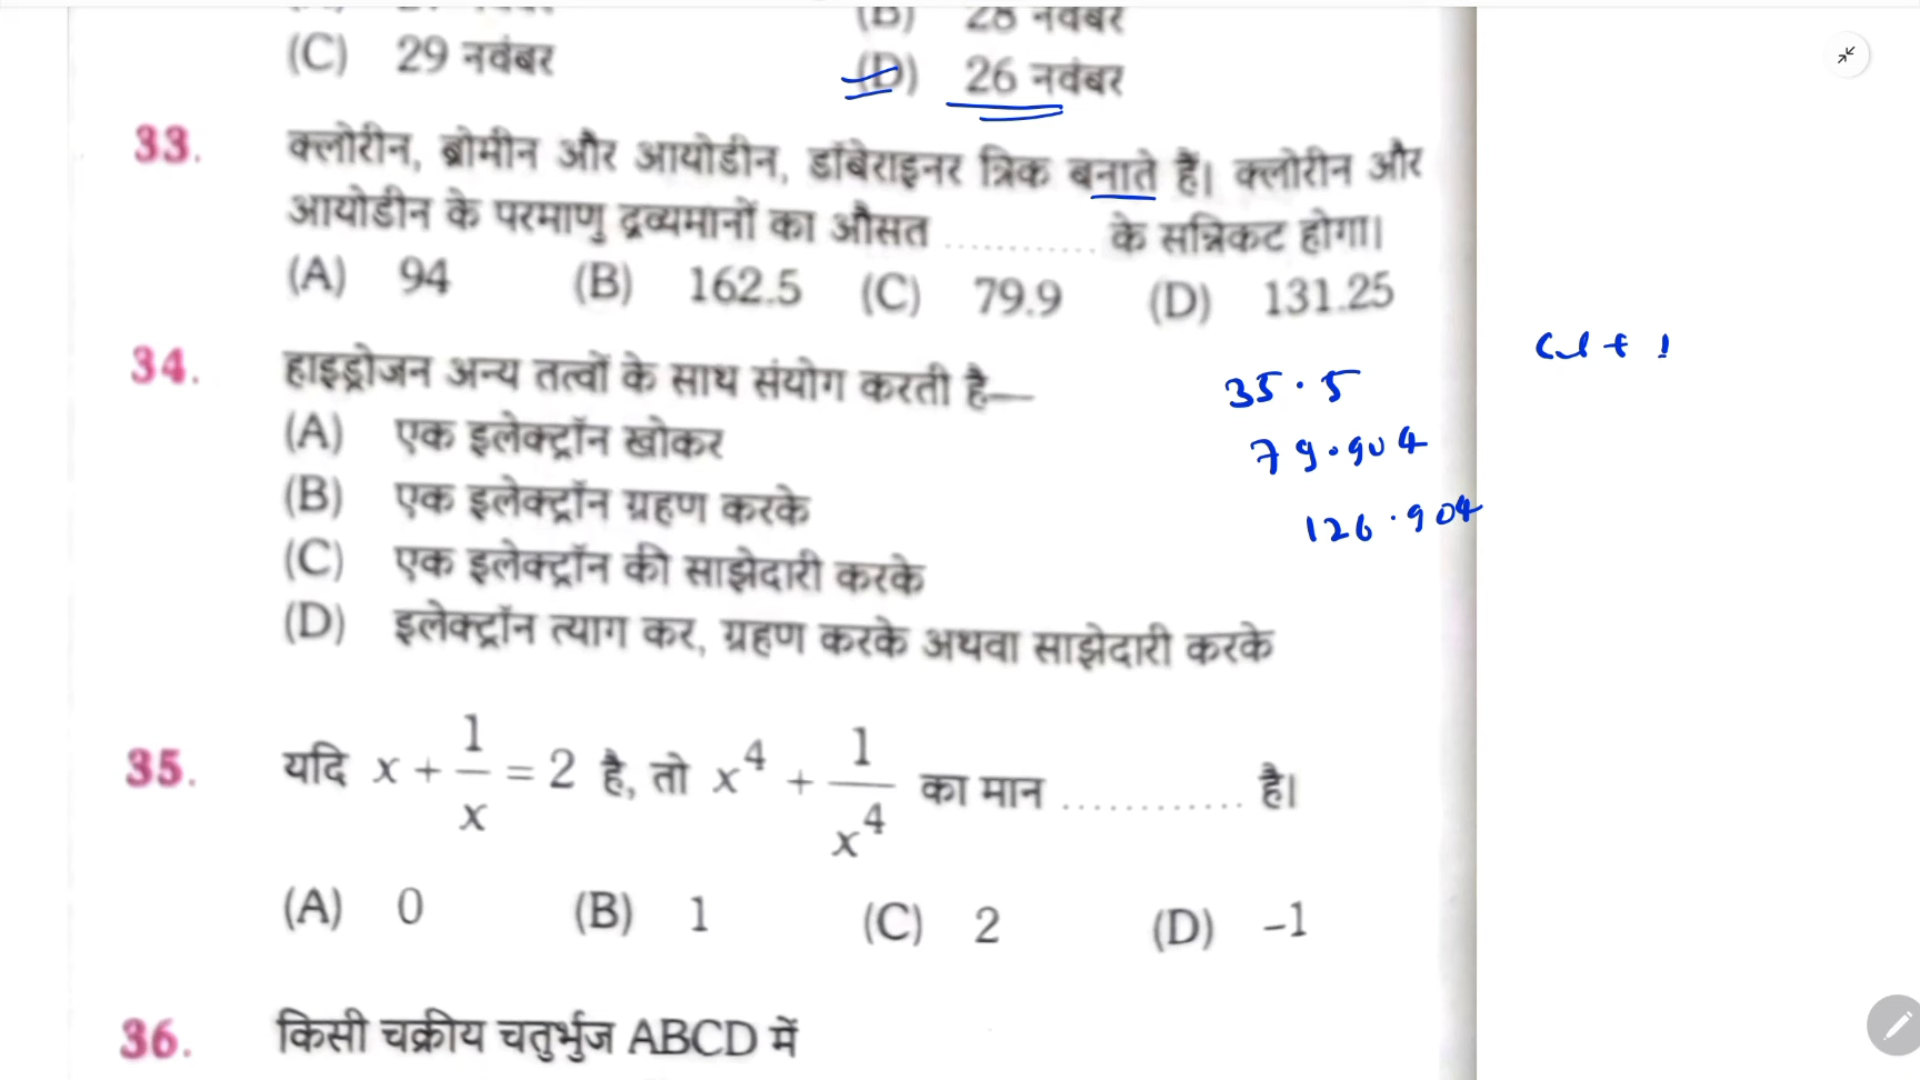 (B) 28 नवंबर
(C) 29 नवंबर (D) 26 नवंबर
33. क्लोरीन, ब्रोमीन और आयोडीन, डॉबेराइनर त्रिक बनाते हैं। क्लोरीन और
आयोडीन के परमाणु द्रव्यमानों का औसत ............ के सन्निकट होगा।
(A) 94 (B) 162.5 (C) 79.9 (D) 131.25
34. हाइड्रोजन अन्य तत्वों के साथ संयोग करती है—
(A) एक इलेक्ट्रॉन खोकर
(B) एक इलेक्ट्रॉन ग्रहण करके
(C) एक इलेक्ट्रॉन की साझेदारी करके
(D) इलेक्ट्रॉन त्याग कर, ग्रहण करके अथवा साझेदारी करके
Cl + I
35.5
79.904
126.904
35. यदि x + 1/x = 2 है, तो x^4 + 1/x^4 का मान ............ है।
(A) 0 (B) 1 (C) 2 (D) -1
36. किसी चक्रीय चतुर्भुज ABCD में